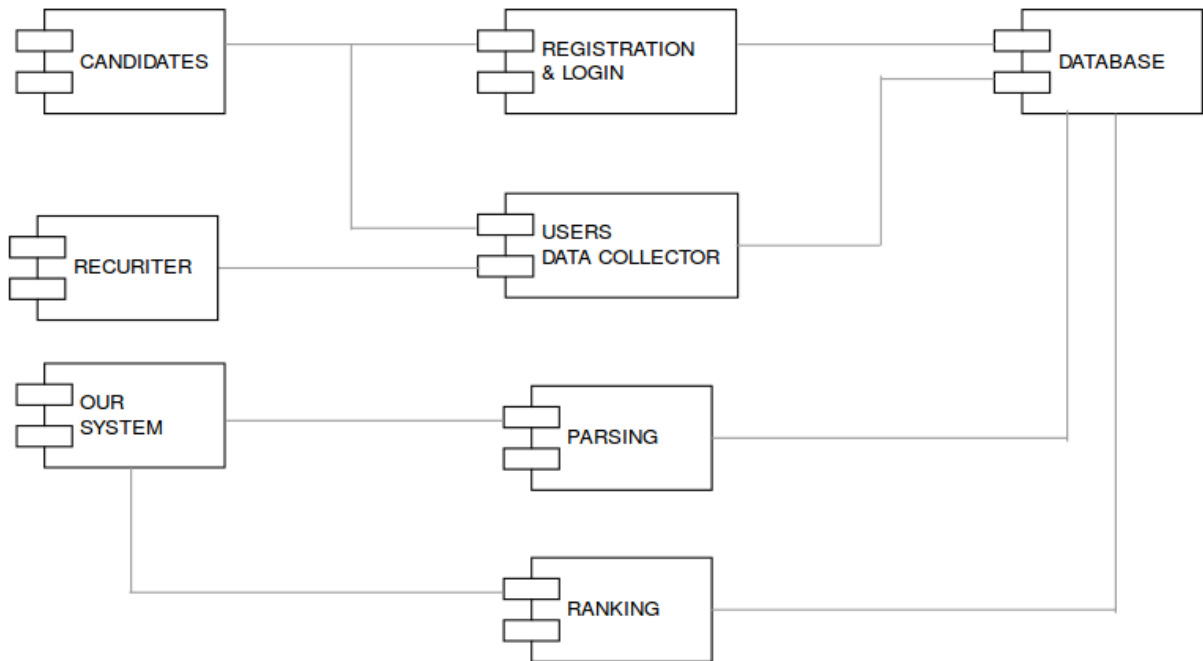 CANDIDATES
REGISTRATION
& LOGIN
DATABASE
RECURITER
USERS
DATA COLLECTOR
OUR
SYSTEM
PARSING
RANKING